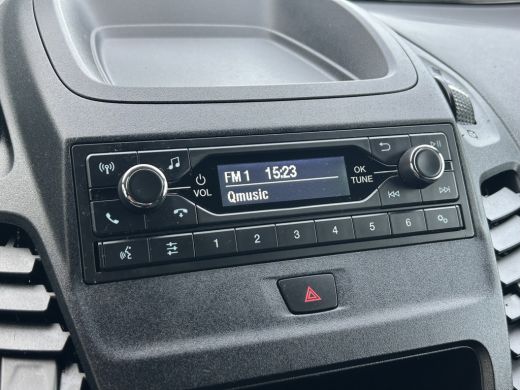 FM 1 15:23
Qmusic
VOL
OK
TUNE
1 2 3 4 5 6